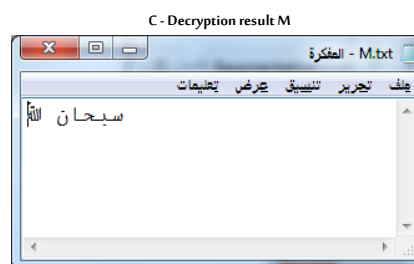 C - Decryption result M
M.txt - المفكرة
ملف تحرير تنسيق عرض تعليمات
سبحان الله